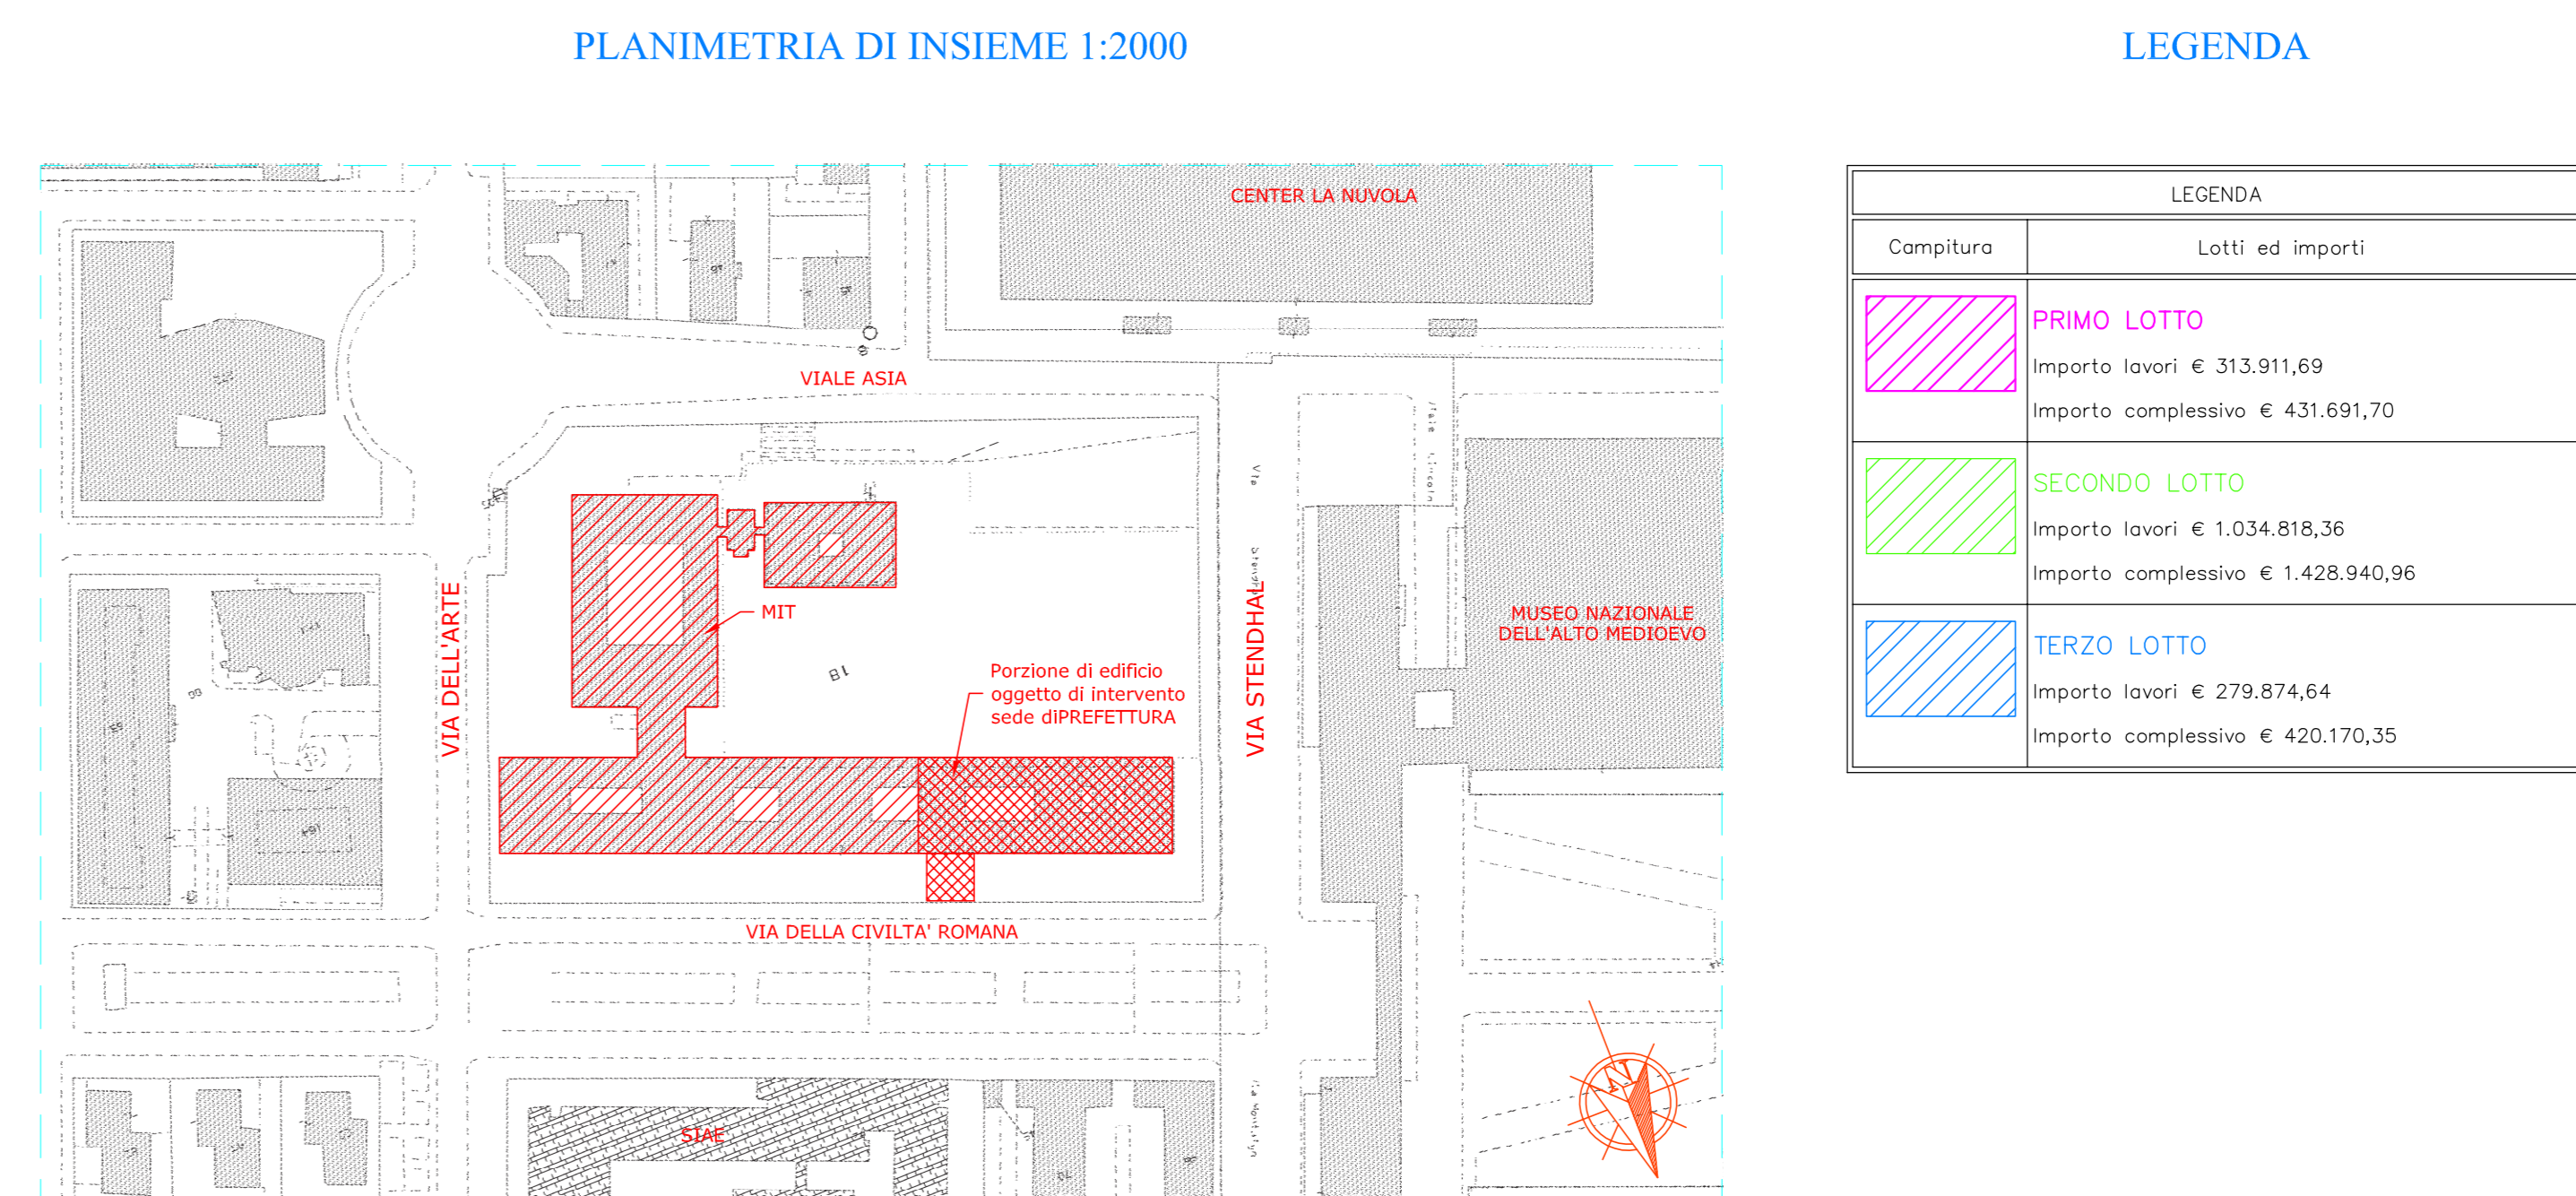 PLANIMETRIA DI INSIEME 1:2000
LEGENDA
CENTER LA NUVOLA
VIALE ASIA
MIT
VIA DELL'ARTE
VIA STENDHAL
MUSEO NAZIONALE
DELL'ALTO MEDIOEVO
18
Porzione di edificio
oggetto di intervento
sede diPREFETTURA
VIA DELLA CIVILTA' ROMANA
SIAE
N
LEGENDA
Campitura
Lotti ed importi
PRIMO LOTTO
Importo lavori € 313.911,69
Importo complessivo € 431.691,70
SECONDO LOTTO
Importo lavori € 1.034.818,36
Importo complessivo € 1.428.940,96
TERZO LOTTO
Importo lavori € 279.874,64
Importo complessivo € 420.170,35